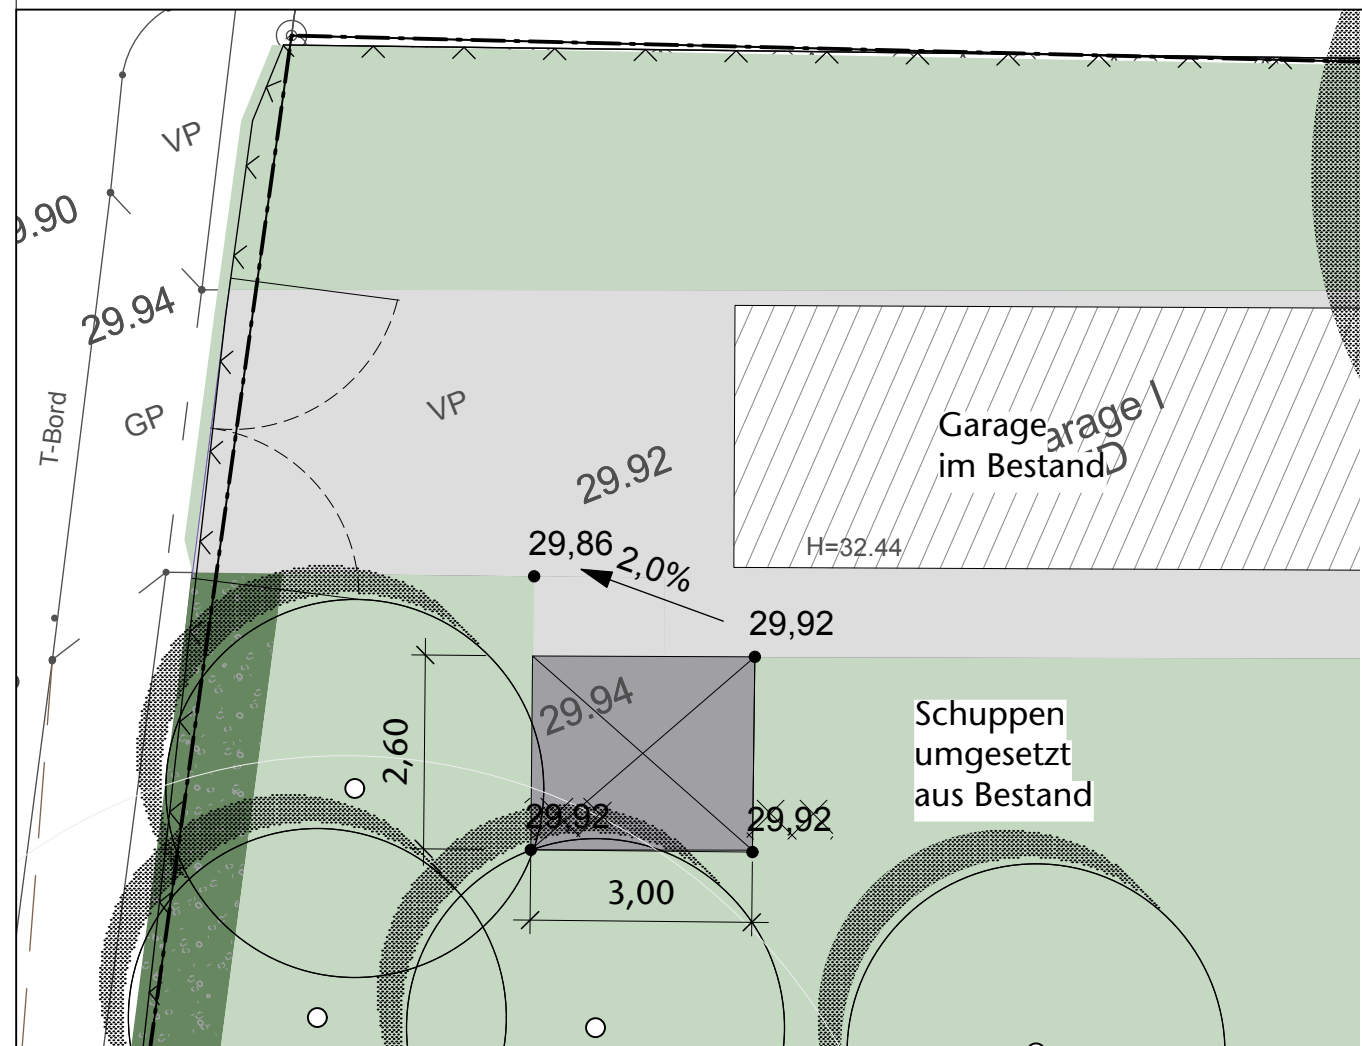 VP
9.90
29.94
T-Bord
GP
VP
29.92
Garage
im Bestand
arage I
D
H=32.44
29,86
2,0%
29,92
29.94
2,60
Schuppen
umgesetzt
aus Bestand
29,92
29,92
3,00